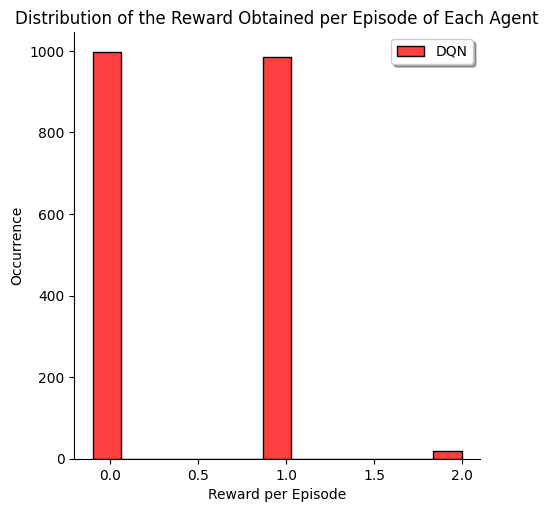 Distribution of the Reward Obtained per Episode of Each Agent
DQN
1000
800
600
400
200
0
Occurrence
0.0 0.5 1.0 1.5 2.0
Reward per Episode